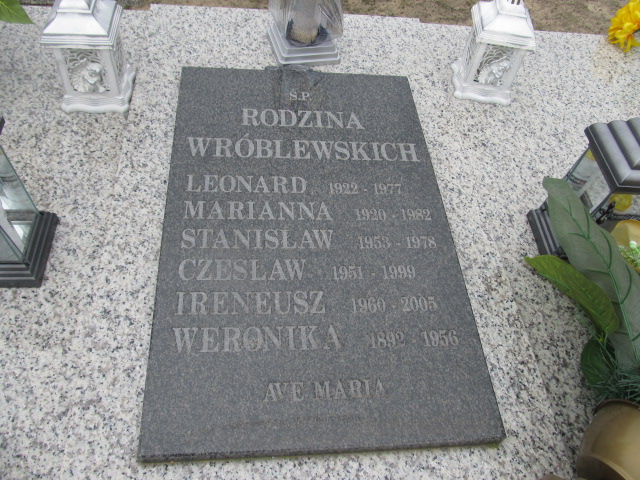 Ś.P.
RODZINA
WRÓBLEWSKICH
LEONARD 1922 - 1977
MARIANNA 1920 - 1982
STANISŁAW 1953 - 1978
CZESŁAW 1951 - 1999
IRENEUSZ 1960 - 2005
WERONIKA 1892 - 1956
AVE MARIA